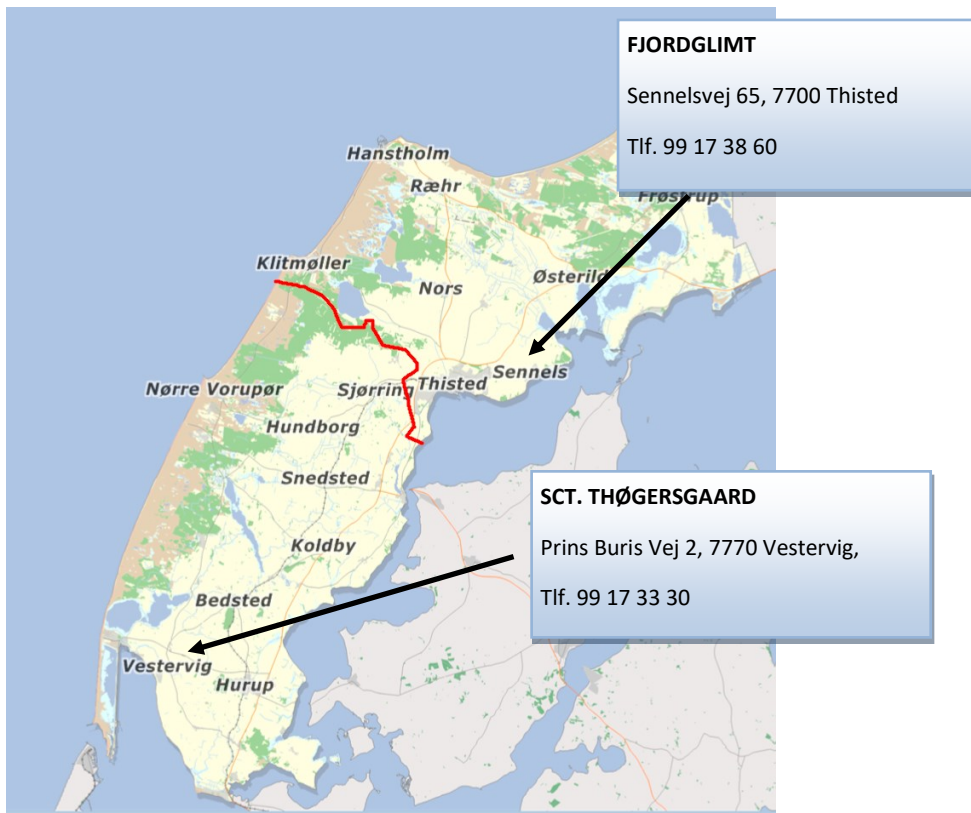 FJORDGLIMT
Sennelsvej 65, 7700 Thisted
Tlf. 99 17 38 60
Hanstholm
Ræhr
Frøstrup
Klitmøller
Nors
Østerild
Sennels
Nørre Vorupør
Sjørring
Thisted
Hundborg
Snedsted
SCT. THØGERSGAARD
Prins Buris Vej 2, 7770 Vestervig,
Tlf. 99 17 33 30
Koldby
Bedsted
Vestervig
Hurup